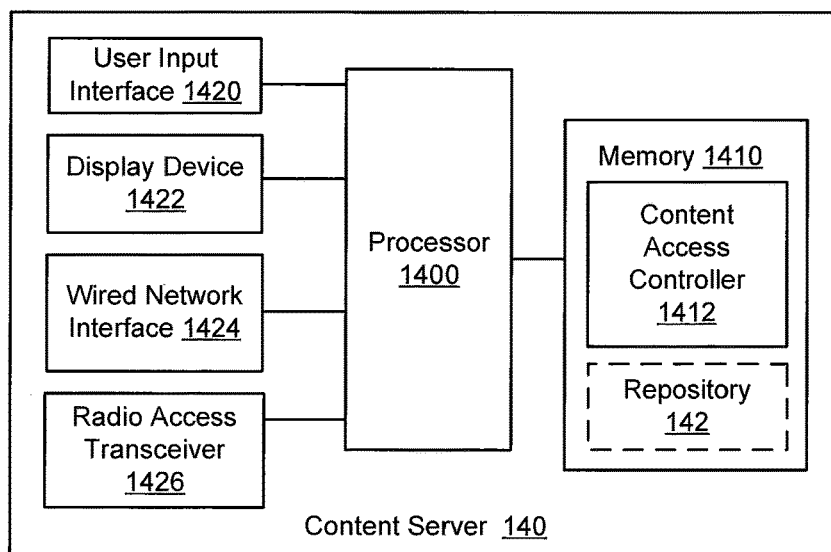 User Input
Interface 1420
Display Device
1422
Wired Network
Interface 1424
Radio Access
Transceiver
1426
Processor
1400
Memory 1410
Content
Access
Controller
1412
Repository
142
Content Server 140